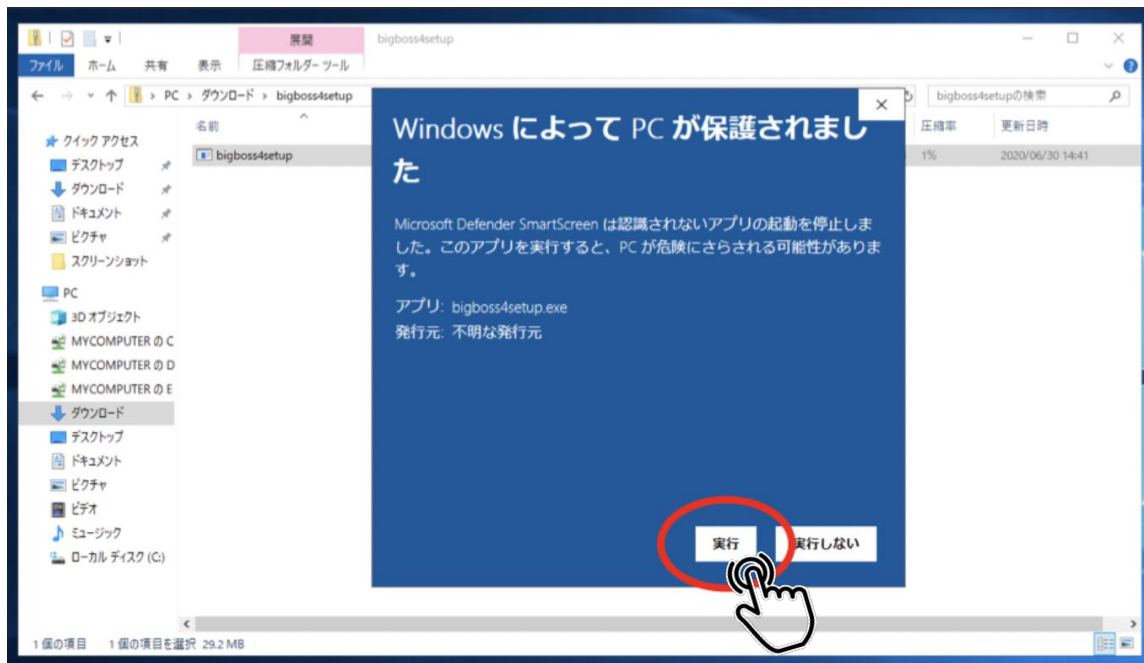 展開
bigboss4setup
ファイル
ホーム
共有
表示
圧縮フォルダー ツール
PC › ダウンロード › bigboss4setup
bigboss4setupの検索
名前
圧縮率
更新日時
bigboss4setup
1%
2020/06/30 14:41
クイック アクセス
デスクトップ
ダウンロード
ドキュメント
ピクチャ
スクリーンショット
PC
3D オブジェクト
MYCOMPUTER の C
MYCOMPUTER の D
MYCOMPUTER の E
ダウンロード
デスクトップ
ドキュメント
ピクチャ
ビデオ
ミュージック
ローカル ディスク (C:)
Windows によって PC が保護されまし
た
Microsoft Defender SmartScreen は認識されないアプリの起動を停止しま
した。このアプリを実行すると、PC が危険にさらされる可能性がありま
す。
アプリ: bigboss4setup.exe
発行元: 不明な発行元
実行
実行しない
1 個の項目
1 個の項目を選択 29.2 MB